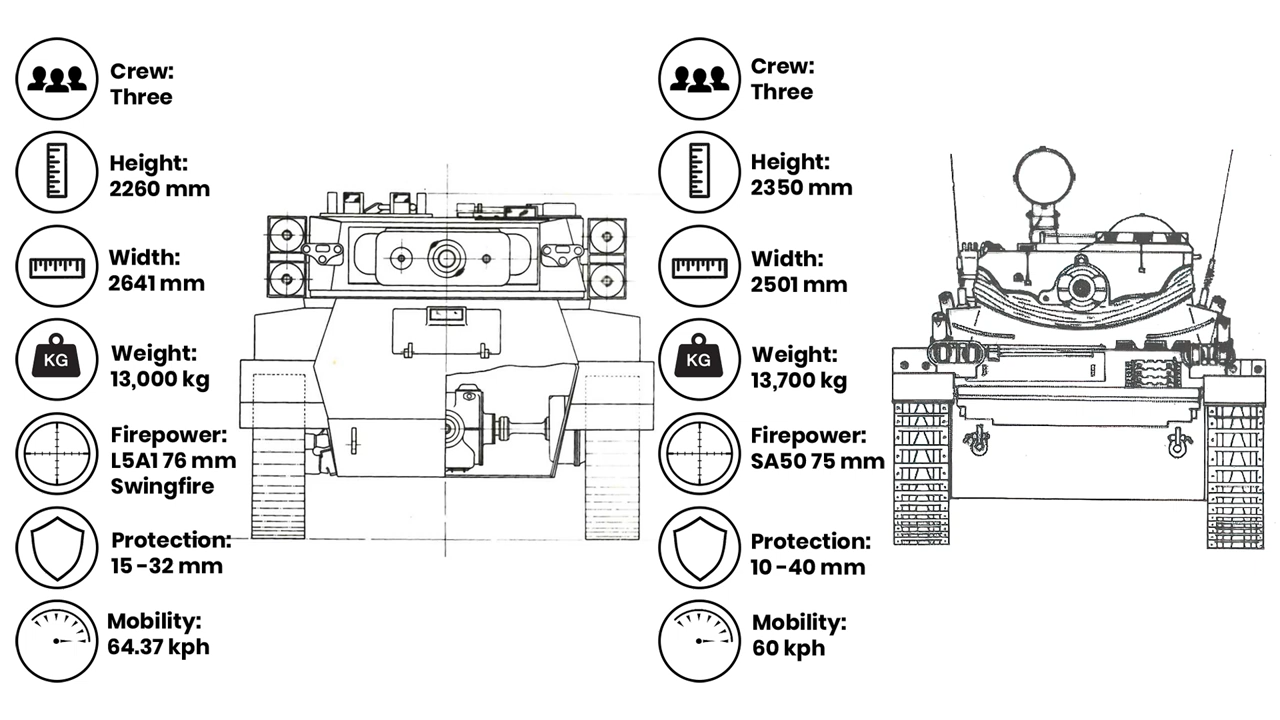 Crew:
Three
Height:
2260 mm
Width:
2641 mm
KG
Weight:
13,000 kg
Firepower:
L5A1 76 mm
Swingfire
Protection:
15 -32 mm
Mobility:
64.37 kph
Crew:
Three
Height:
2350 mm
Width:
2501 mm
KG
Weight:
13,700 kg
Firepower:
SA50 75 mm
Protection:
10 -40 mm
Mobility:
60 kph